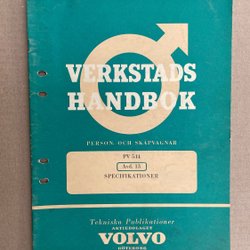 VERKSTADS
HANDBOK
PERSON- OCH SKÅPVAGNAR
PV 544
Avd. 13
SPECIFIKATIONER
Tekniska Publikationer
AKTIEBOLAGET
VOLVO
GÖTEBORG